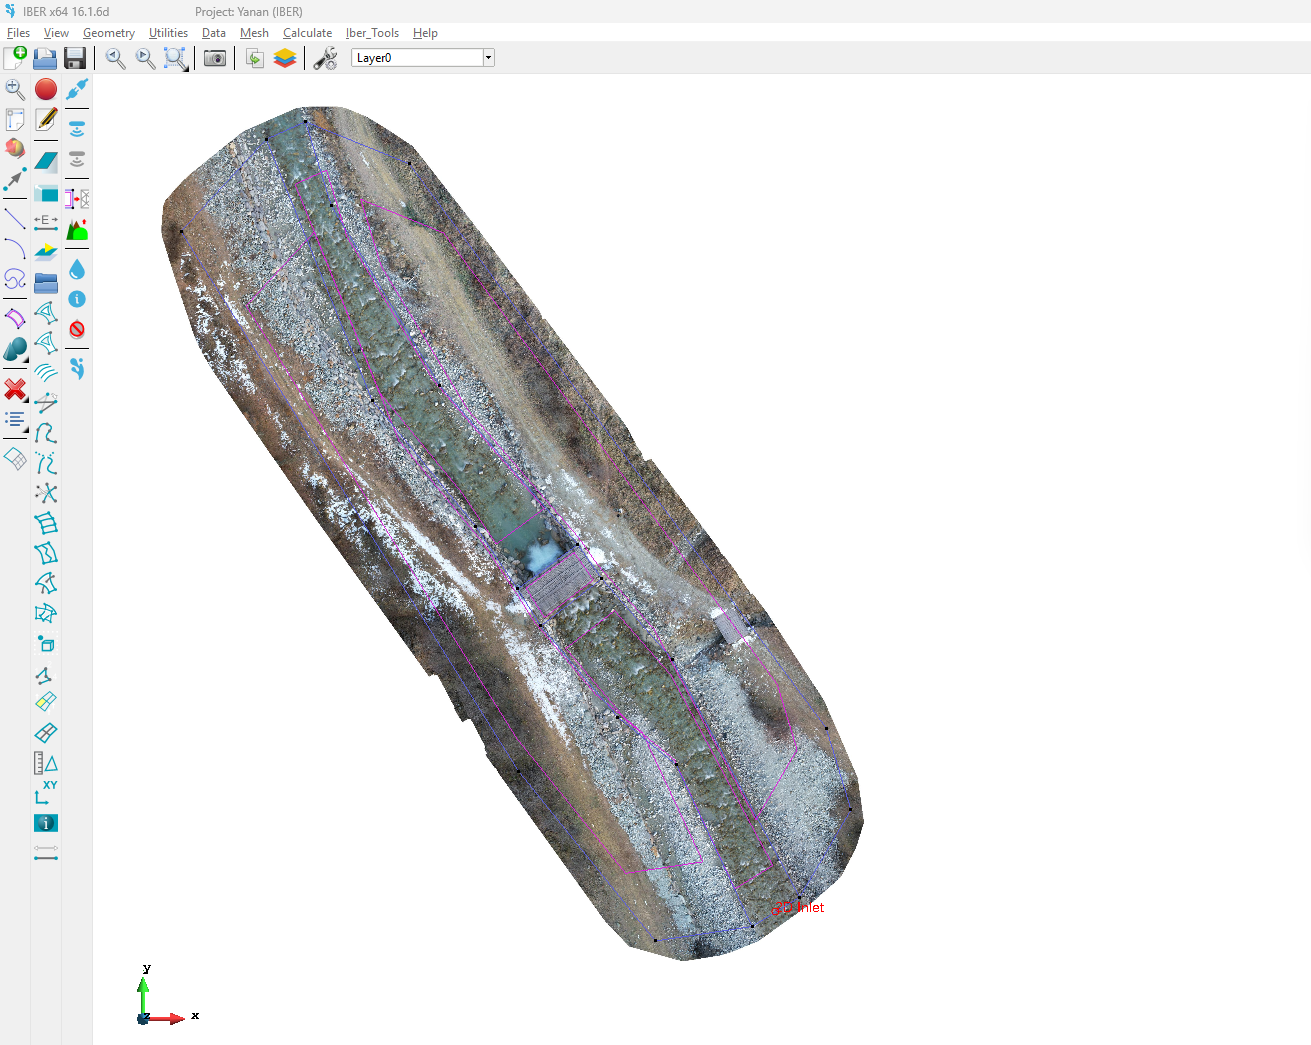 IBER x64 16.1.6d Project: Yanan (IBER)
Files View Geometry Utilities Data Mesh Calculate Iber_Tools Help
Layer0
E
XY
Inlet
y
z x